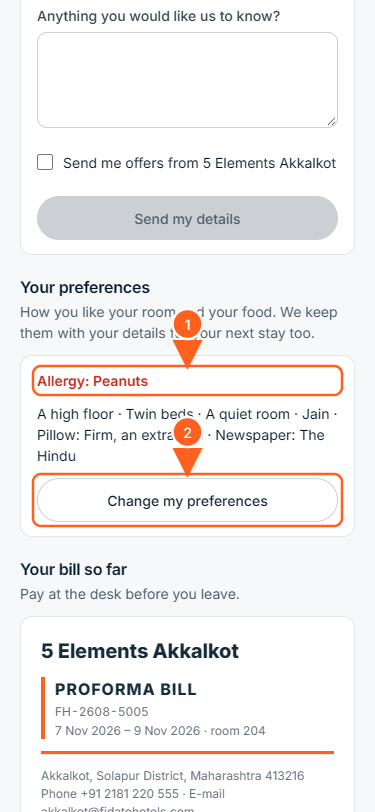 Anything you would like us to know?
Send me offers from 5 Elements Akkalkot
Send my details
Your preferences
How you like your room and your food. We keep
1
them with your details for your next stay too.
Allergy: Peanuts
A high floor · Twin beds · A quiet room · Jain ·
2
Pillow: Firm, an extra · Newspaper: The
Hindu
Change my preferences
Your bill so far
Pay at the desk before you leave.
5 Elements Akkalkot
PROFORMA BILL
FH-2608-5005
7 Nov 2026 – 9 Nov 2026 · room 204
Akkalkot, Solapur District, Maharashtra 413216
Phone +91 2181 220 555 · E-mail
akkalkot@fidatohotels.com